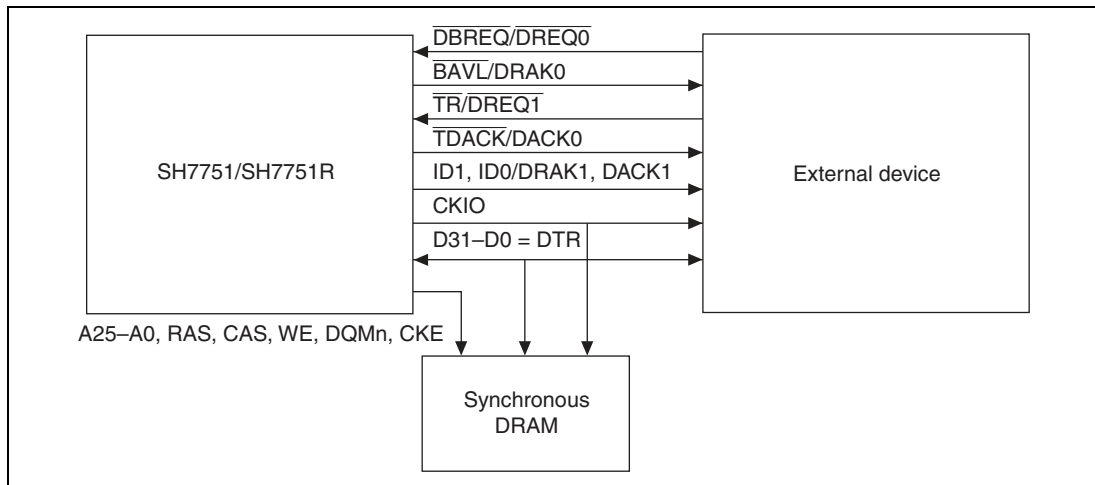 DBREQ/DREQ0
BAVL/DRAK0
TR/DREQ1
TDACK/DACK0
SH7751/SH7751R
ID1, ID0/DRAK1, DACK1
External device
CKIO
D31–D0 = DTR
A25–A0, RAS, CAS, WE, DQMn, CKE
Synchronous
DRAM